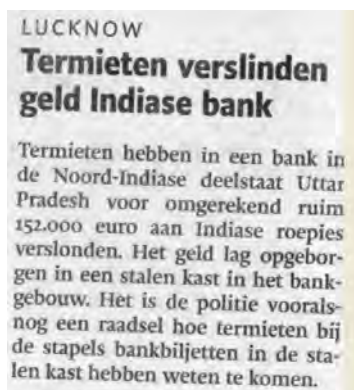 LUCKNOW
Termieten verslinden
geld Indiase bank
Termieten hebben in een bank in
de Noord-Indiase deelstaat Uttar
Pradesh voor omgerekend ruim
152.000 euro aan Indiase roepies
verslonden. Het geld lag opgebor-
gen in een stalen kast in het bank-
gebouw. Het is de politie voorals-
nog een raadsel hoe termieten bij
de stapels bankbiljetten in de sta-
len kast hebben weten te komen.